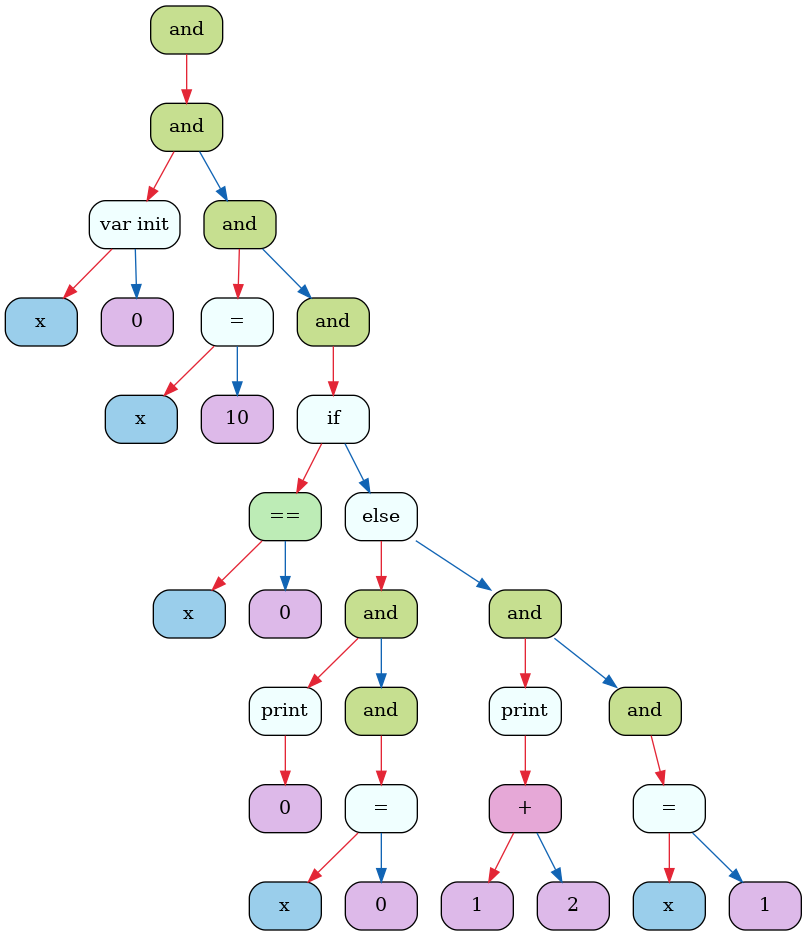 and
and
var init
and
x
0
=
and
x
10
if
==
else
x
0
and
and
print
and
print
and
0
=
+
=
x
0
1
2
x
1